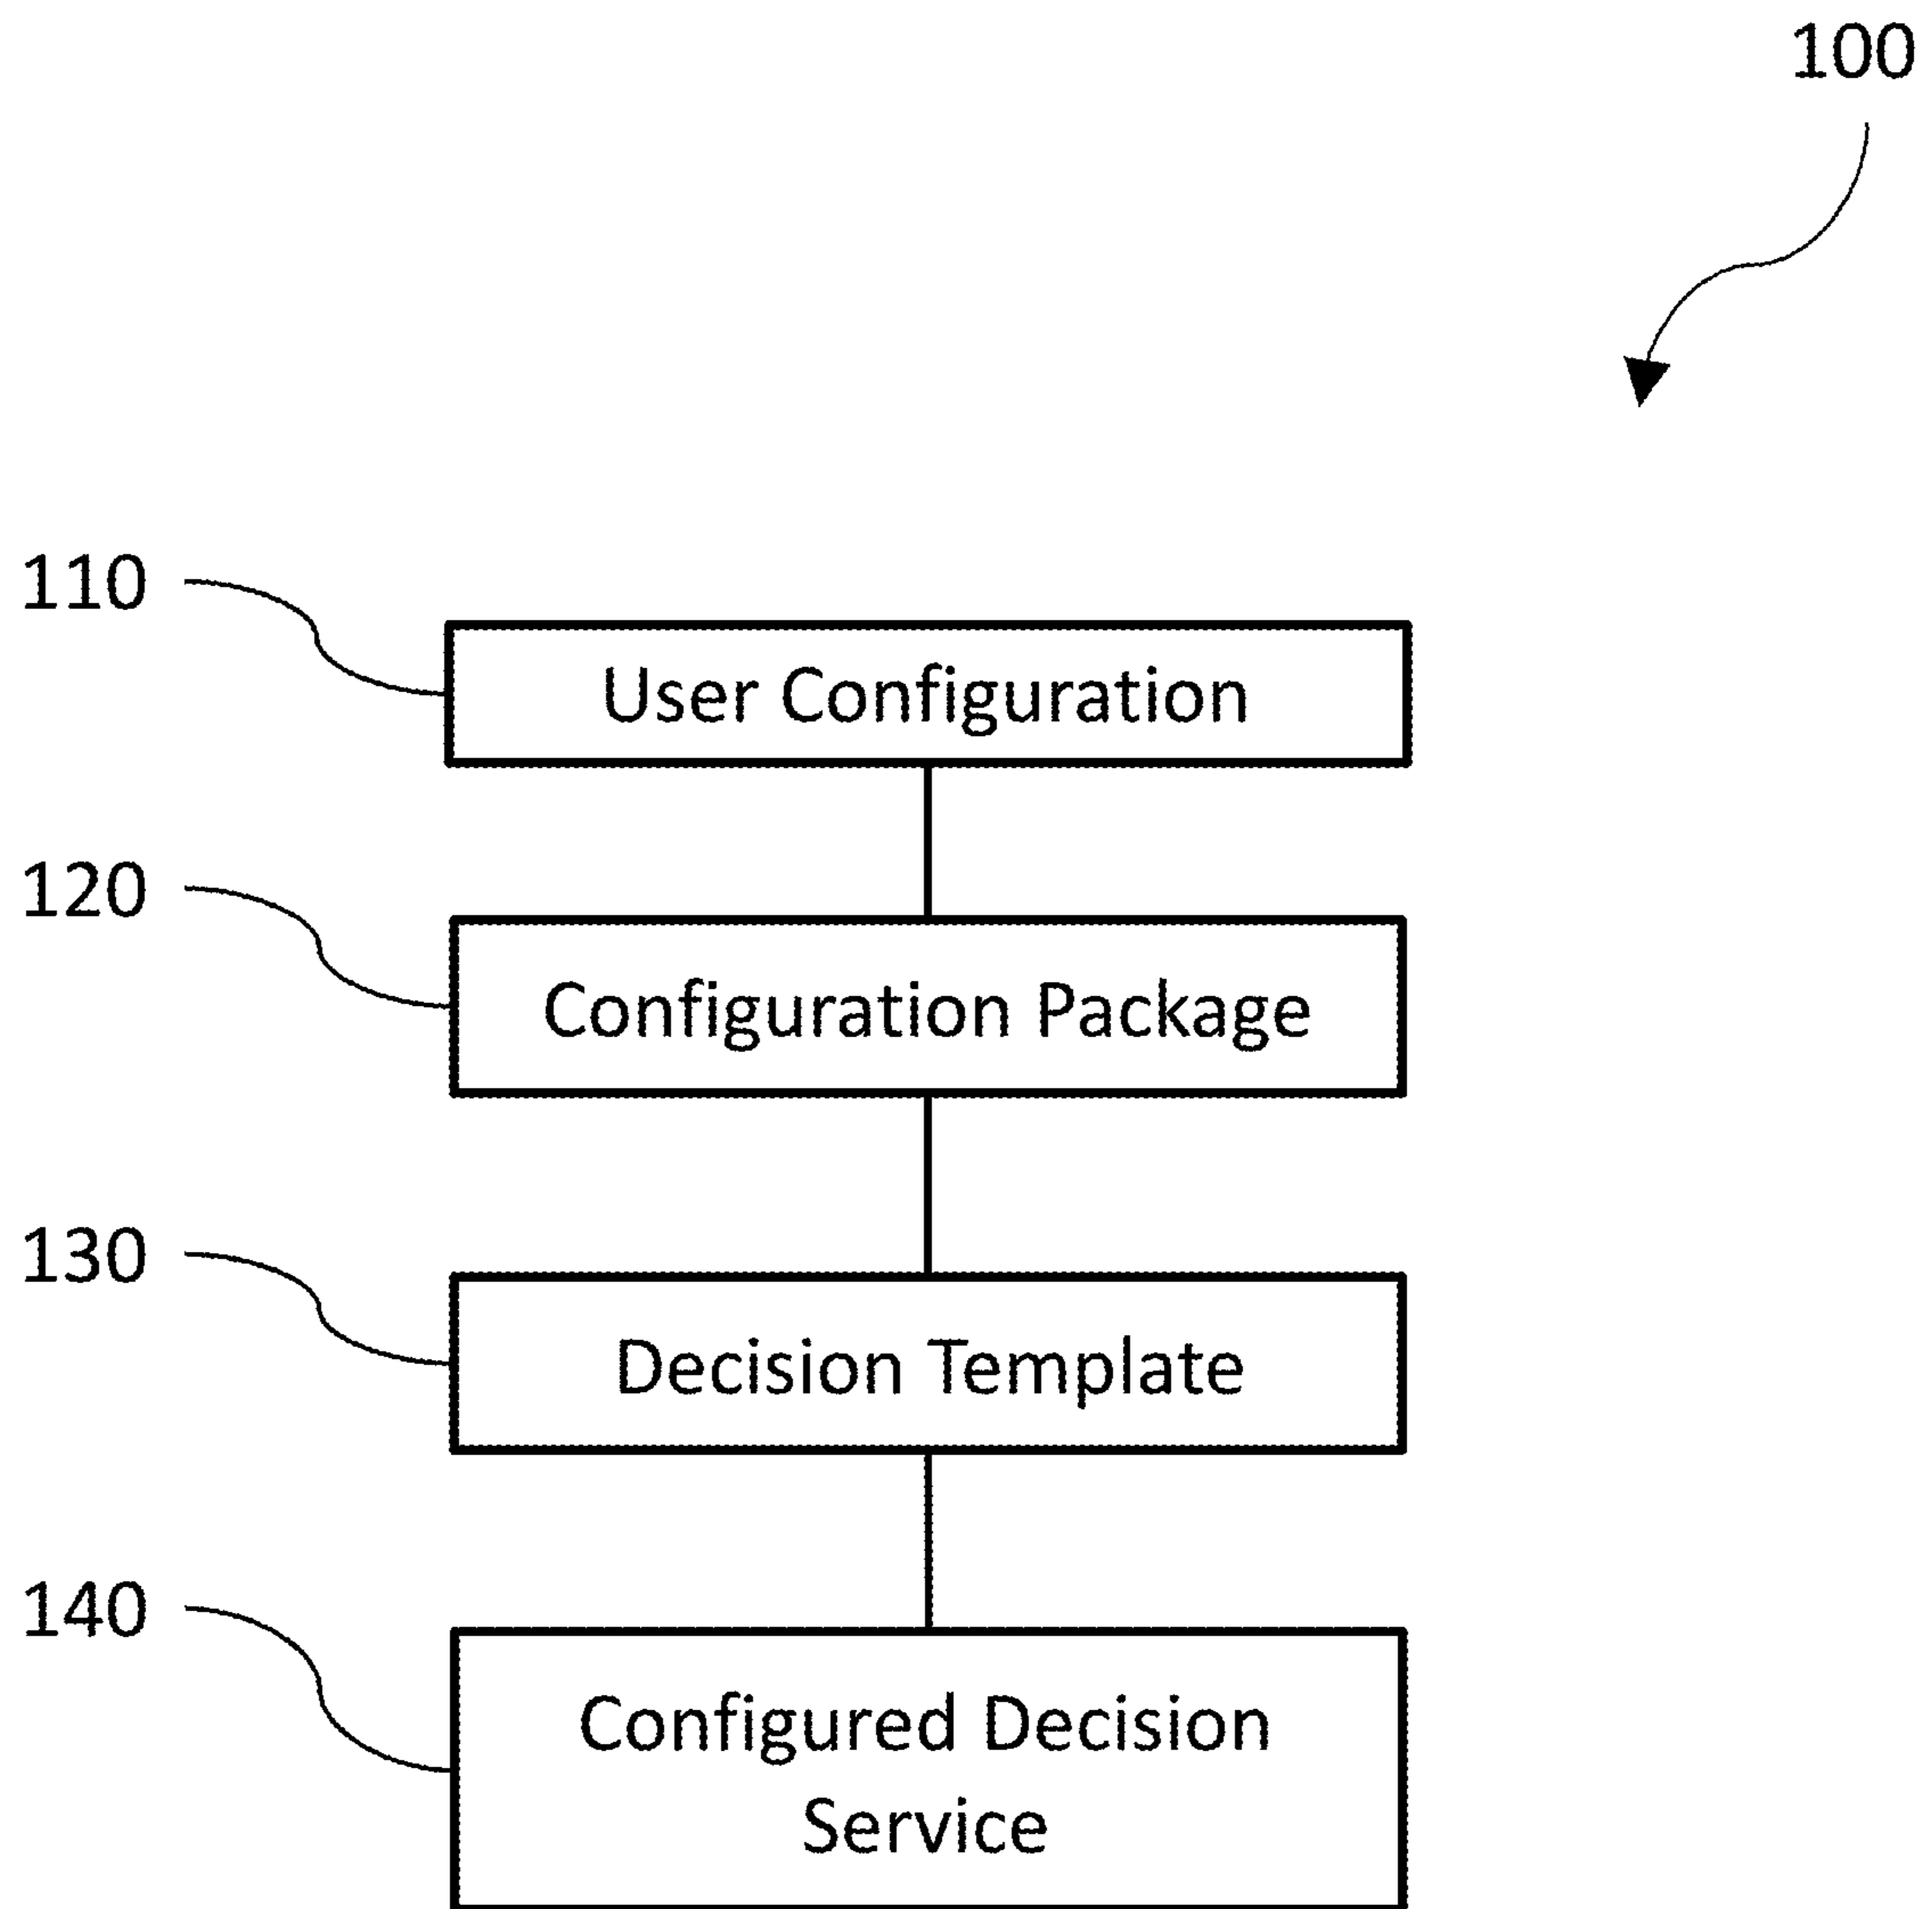 100
110
User Configuration
120
Configuration Package
130
Decision Template
140
Configured Decision
Service